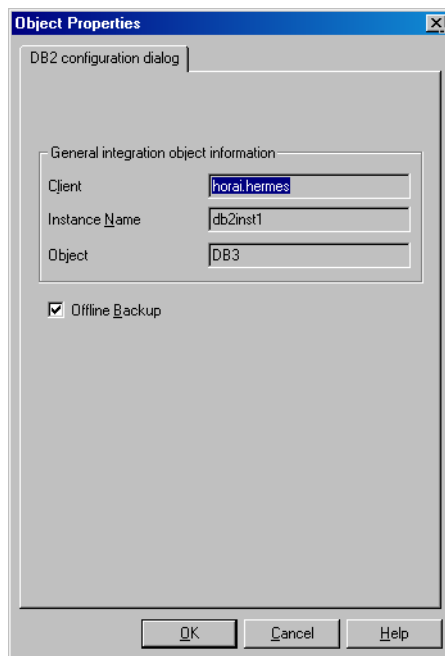 Object Properties
DB2 configuration dialog
General integration object information
Client horai.hermes
Instance Name db2inst1
Object DB3
Offline Backup
OK Cancel Help